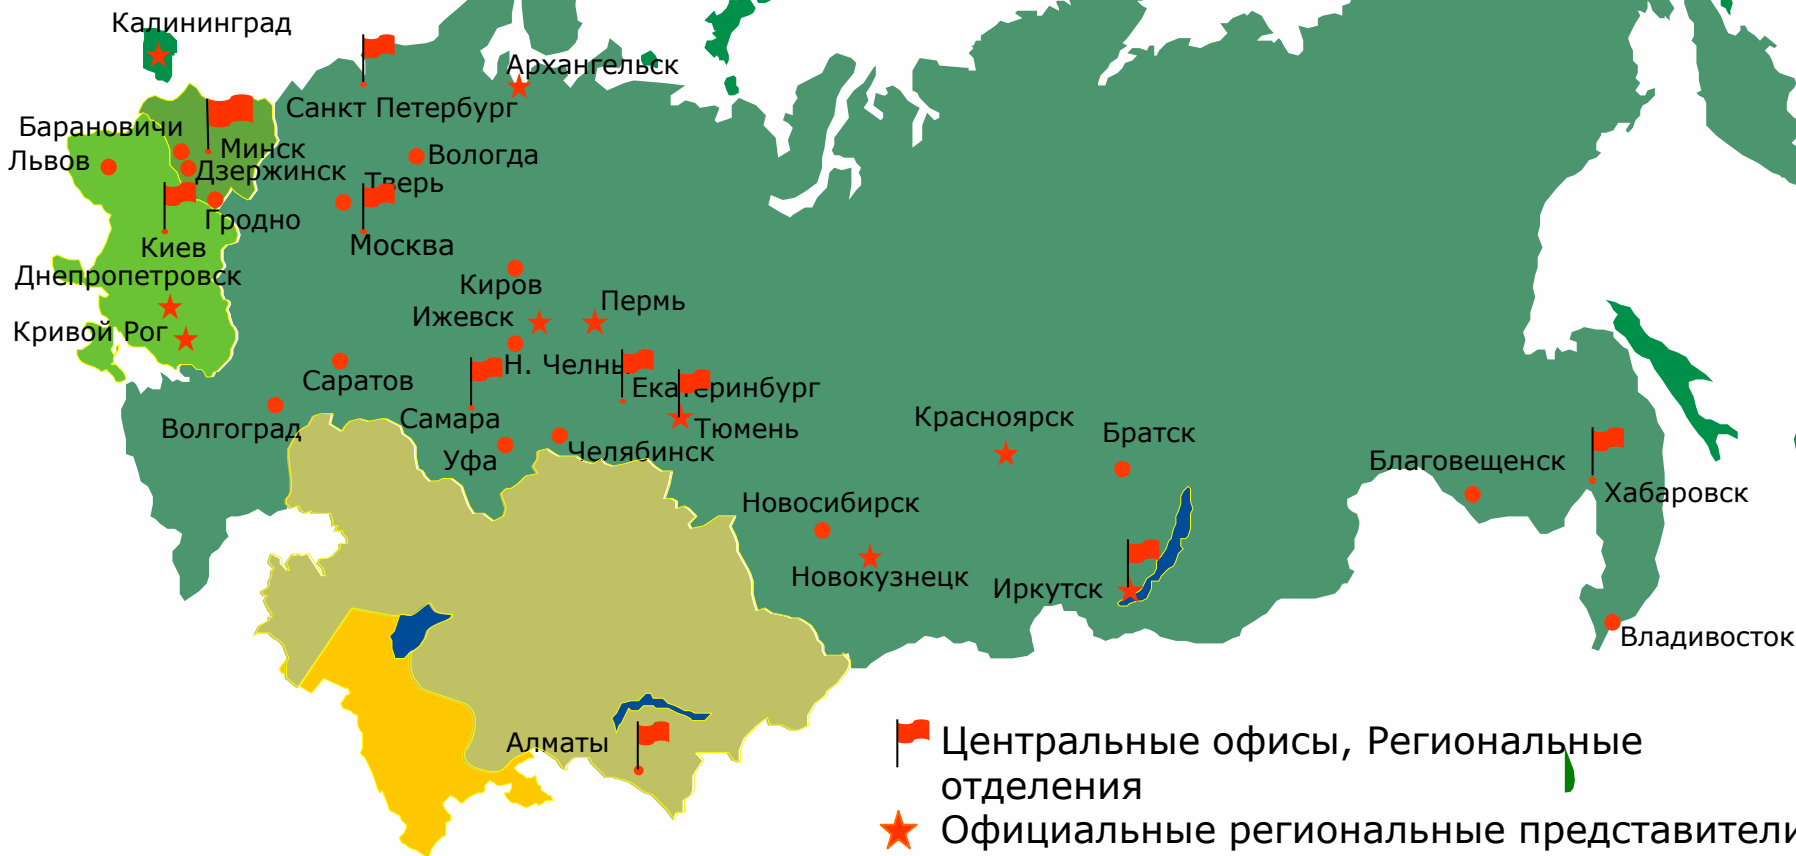 Калининград
Архангельск
Санкт Петербург
Барановичи
Минск
Львов
Дзержинск
Вологда
Тверь
Гродно
Москва
Киев
Днепропетровск
Киров
Пермь
Ижевск
Кривой Рог
Н. Челны
Саратов
Екатеринбург
Самара
Волгоград
Тюмень
Красноярск
Братск
Уфа
Челябинск
Благовещенск
Хабаровск
Новосибирск
Новокузнецк
Иркутск
Владивосток
Алматы
Центральные офисы, Региональные
отделения
Официальные региональные представители